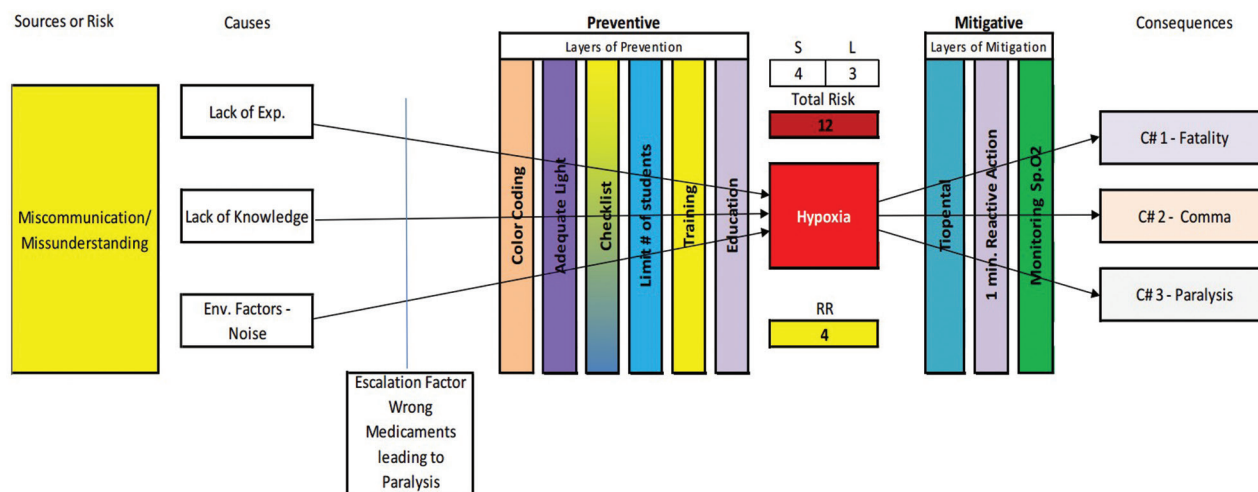 Sources or Risk
Causes
Preventive
Layers of Prevention
Mitigative
Layers of Mitigation
Consequences
Miscommunication/
Missunderstanding
Lack of Exp.
Lack of Knowledge
Env. Factors -
Noise
Escalation Factor
Wrong
Medicaments
leading to
Paralysis
Color Coding
Adequate Light
Checklist
Limit # of students
Training
Education
S L
4 3
Total Risk
12
Hypoxia
RR
4
Tiopental
1 min. Reactive Action
Monitoring Sp.O2
C# 1 - Fatality
C# 2 - Comma
C# 3 - Paralysis